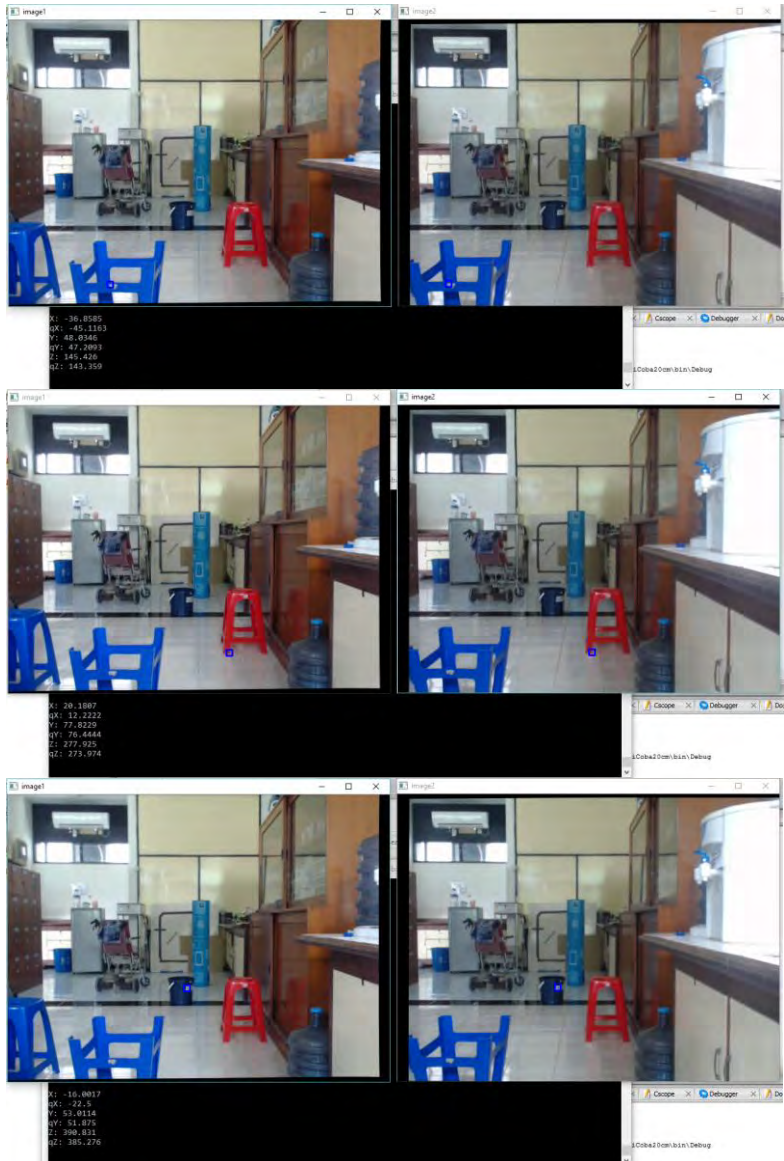 image1
image2
X: -36.8585
qX: -45.1163
Y: 48.0346
qY: 47.2093
Z: 145.426
qZ: 143.359
Cscope
Debugger
iCoba20cm\bin\Debug
image1
image2
X: 20.1807
qX: 12.2222
Y: 77.8229
qY: 76.4444
Z: 277.925
qZ: 273.974
Cscope
Debugger
iCoba20cm\bin\Debug
image1
image2
X: -16.0017
qX: -22.5
Y: 53.0114
qY: 51.875
Z: 390.831
qZ: 385.276
Cscope
Debugger
iCoba20cm\bin\Debug